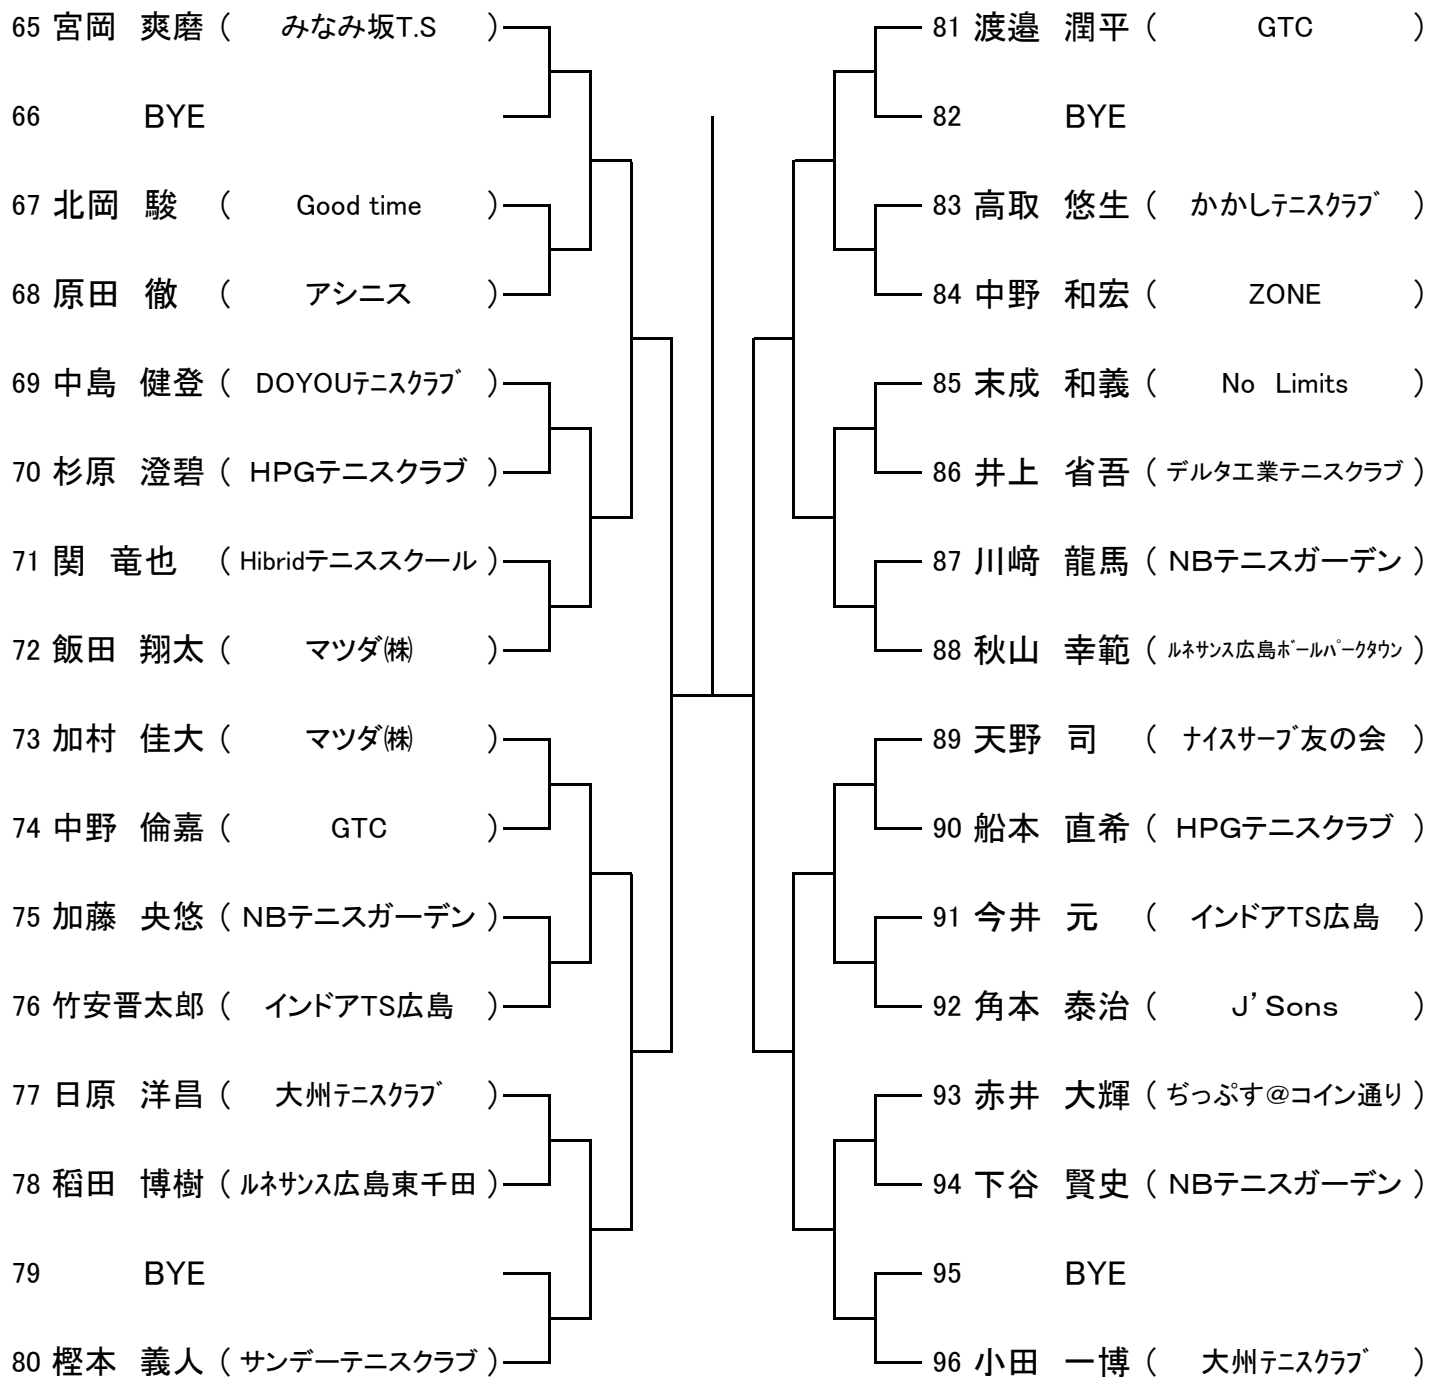 65 宮岡　爽磨 ( みなみ坂T.S )
66 BYE
67 北岡　駿 ( Good time )
68 原田　徹 ( アシニス )
69 中島　健登 ( DOYOUﾃﾆｽｸﾗﾌﾞ )
70 杉原　澄碧 ( HPGテニスクラブ )
71 関　竜也 ( Hibridテニススクール )
72 飯田　翔太 ( マツダ㈱ )
73 加村　佳大 ( マツダ㈱ )
74 中野　倫嘉 ( GTC )
75 加藤　央悠 ( NBテニスガーデン )
76 竹安晋太郎 ( インドアTS広島 )
77 日原　洋昌 ( 大州ﾃﾆｽｸﾗﾌﾞ )
78 稻田　博樹 ( ﾙﾈｻﾝｽ広島東千田 )
79 BYE
80 樫本　義人 ( サンデーテニスクラブ )
81 渡邉　潤平 ( GTC )
82 BYE
83 高取　悠生 ( かかしﾃﾆｽｸﾗﾌﾞ )
84 中野　和宏 ( ZONE )
85 末成　和義 ( No　Limits )
86 井上　省吾 ( デルタ工業テニスクラブ )
87 川﨑　龍馬 ( NBテニスガーデン )
88 秋山　幸範 ( ﾙﾈｻﾝｽ広島ﾎﾞｰﾙﾊﾟｰｸﾀｳﾝ )
89 天野　司 ( ﾅｲｽｻｰﾌﾞ友の会 )
90 船本　直希 ( HPGテニスクラブ )
91 今井　元 ( インドアTS広島 )
92 角本　泰治 ( J’Sons )
93 赤井　大輝 ( ぢっぷす＠コイン通り )
94 下谷　賢史 ( NBテニスガーデン )
95 BYE
96 小田　一博 ( 大州ﾃﾆｽｸﾗﾌﾞ )